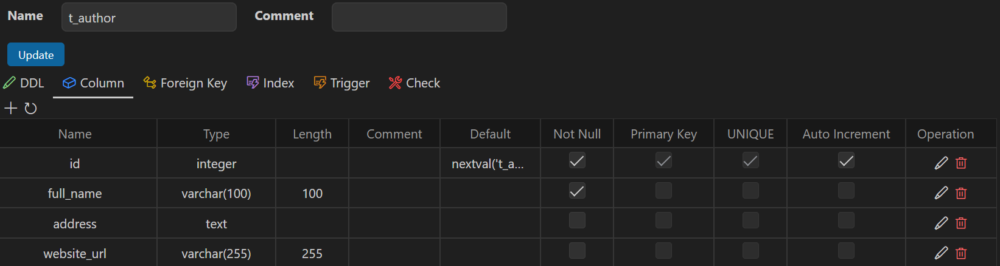 Name t_author Comment
Update
DDL Column Foreign Key Index Trigger Check
Name Type Length Comment Default Not Null Primary Key UNIQUE Auto Increment Operation
id integer nextval('t_a...
full_name varchar(100) 100
address text
website_url varchar(255) 255